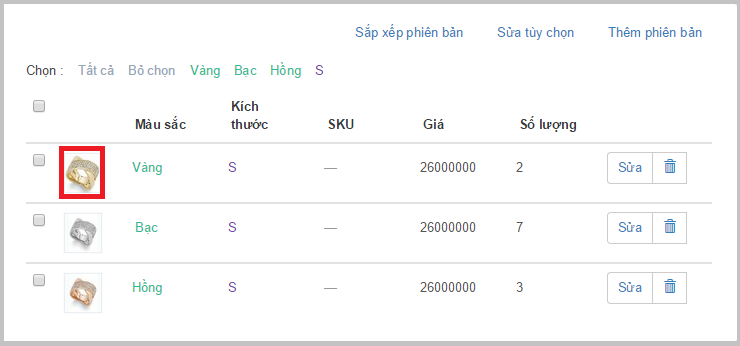 Sắp xếp phiên bản Sửa tùy chọn Thêm phiên bản
Chọn : Tất cả Bỏ chọn Vàng Bạc Hồng S
Màu sắc Kích thước SKU Giá Số lượng
Vàng S — 26000000 2 Sửa
Bạc S — 26000000 7 Sửa
Hồng S — 26000000 3 Sửa